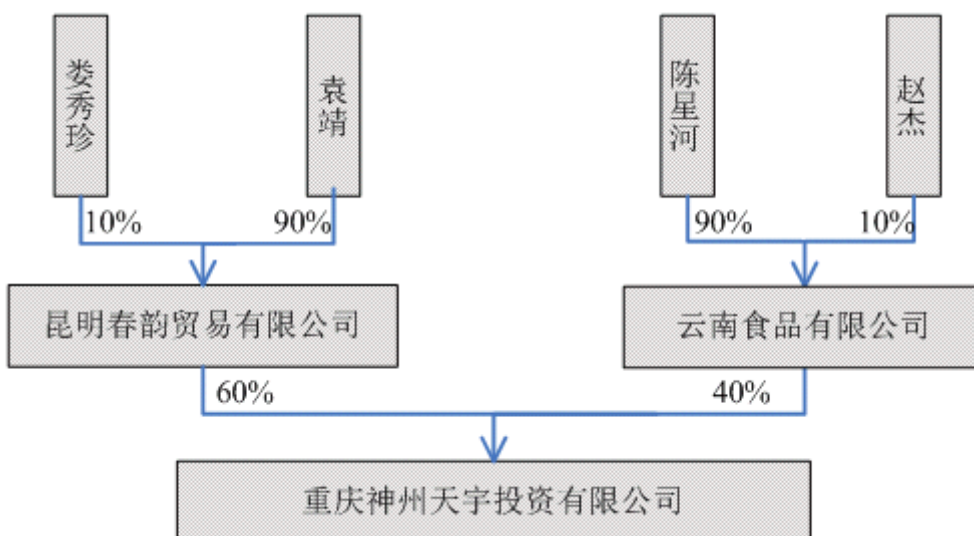 娄秀珍
袁靖
陈星河
赵杰
10%
90%
90%
10%
昆明春韵贸易有限公司
云南食品有限公司
60%
40%
重庆神州天宇投资有限公司